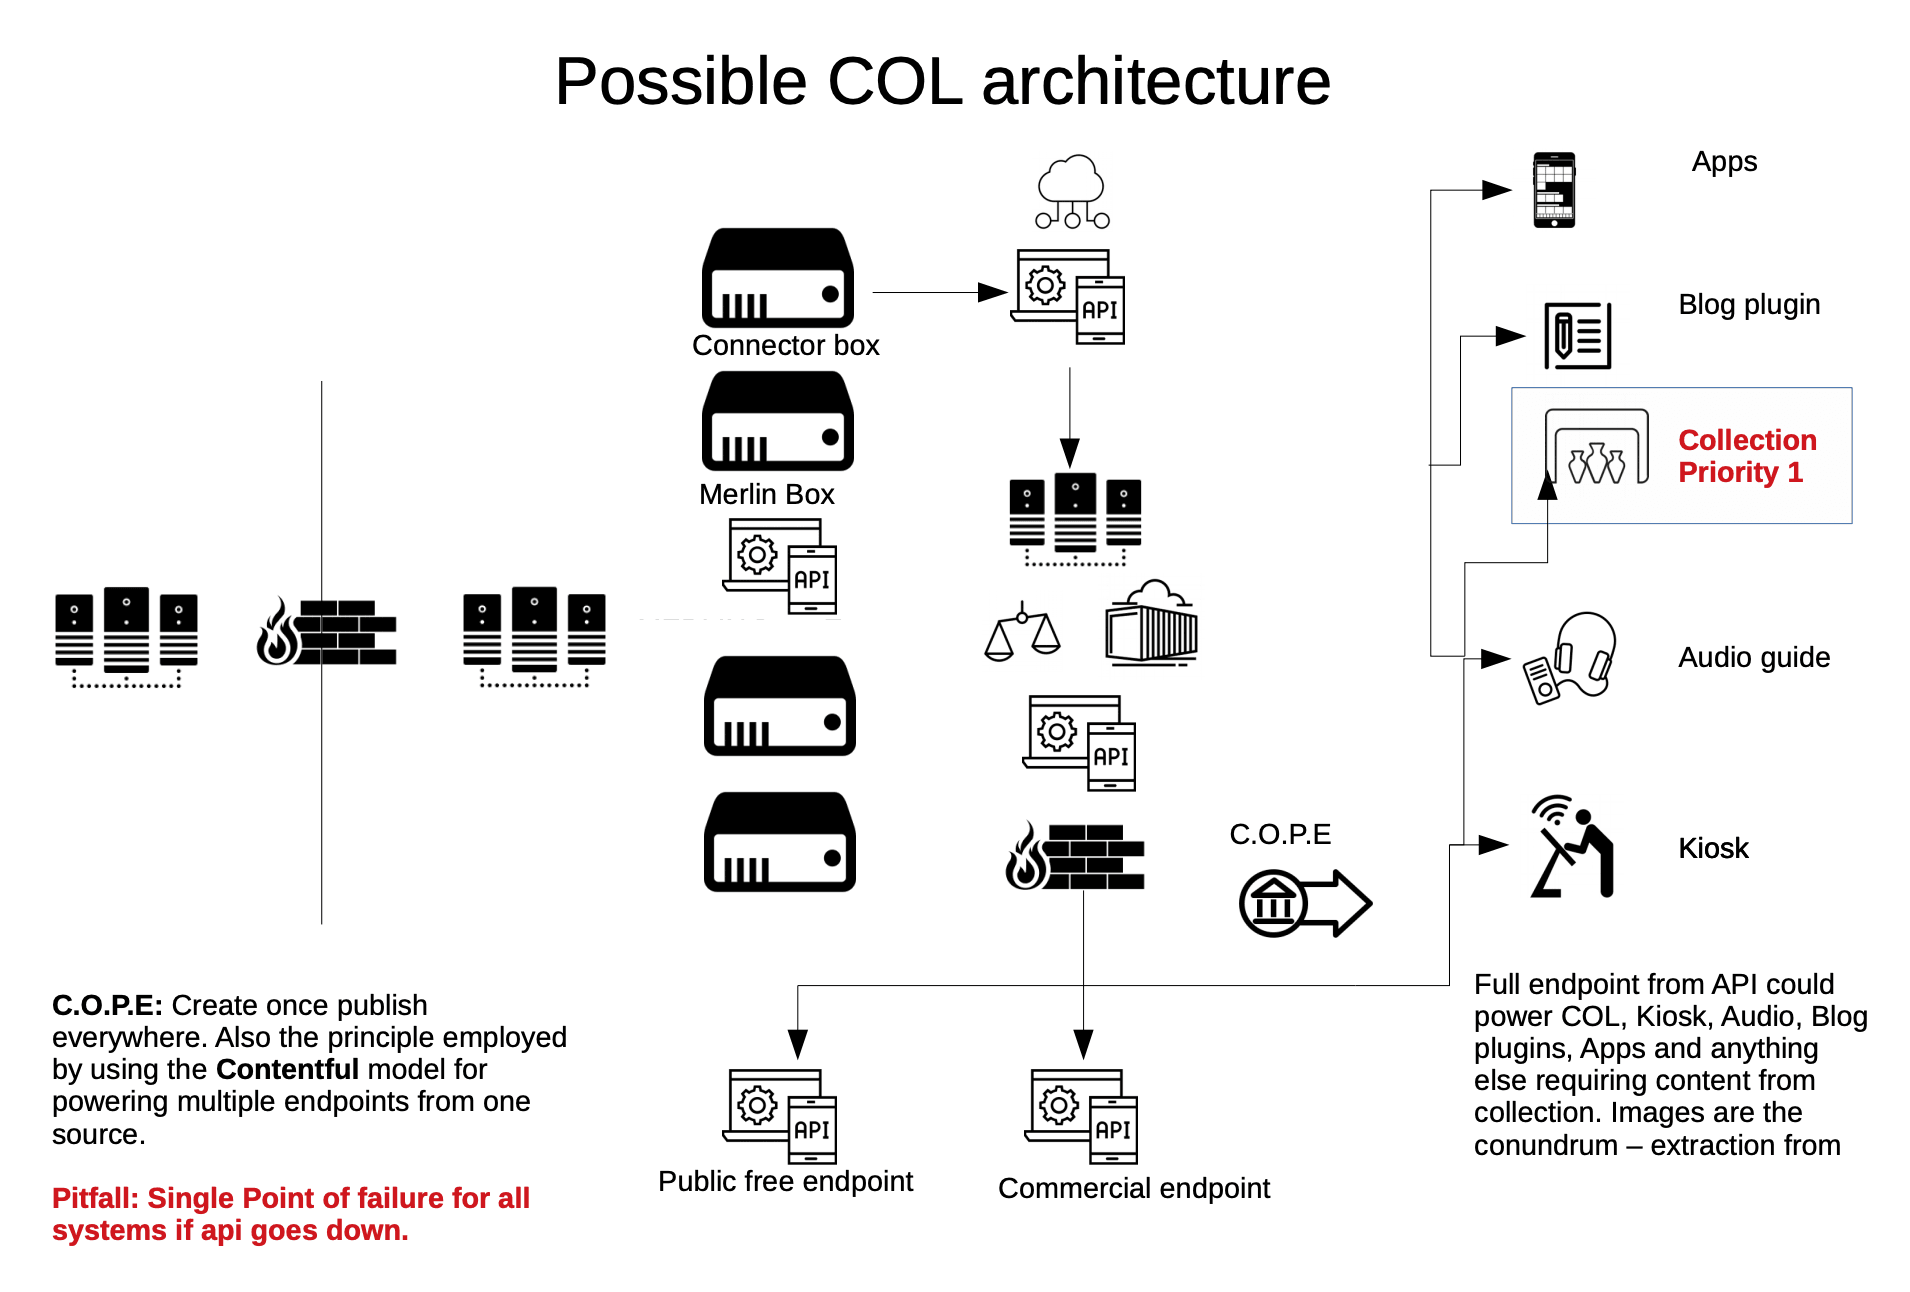 Possible COL architecture
Apps
API
Blog plugin
Connector box
Collection
Priority 1
Merlin Box
API
Audio guide
API
C.O.P.E
Kiosk
C.O.P.E: Create once publish
everywhere. Also the principle employed
by using the Contentful model for
powering multiple endpoints from one
source.
Pitfall: Single Point of failure for all
systems if api goes down.
API
Public free endpoint
API
Commercial endpoint
Full endpoint from API could
power COL, Kiosk, Audio, Blog
plugins, Apps and anything
else requiring content from
collection. Images are the
conundrum – extraction from